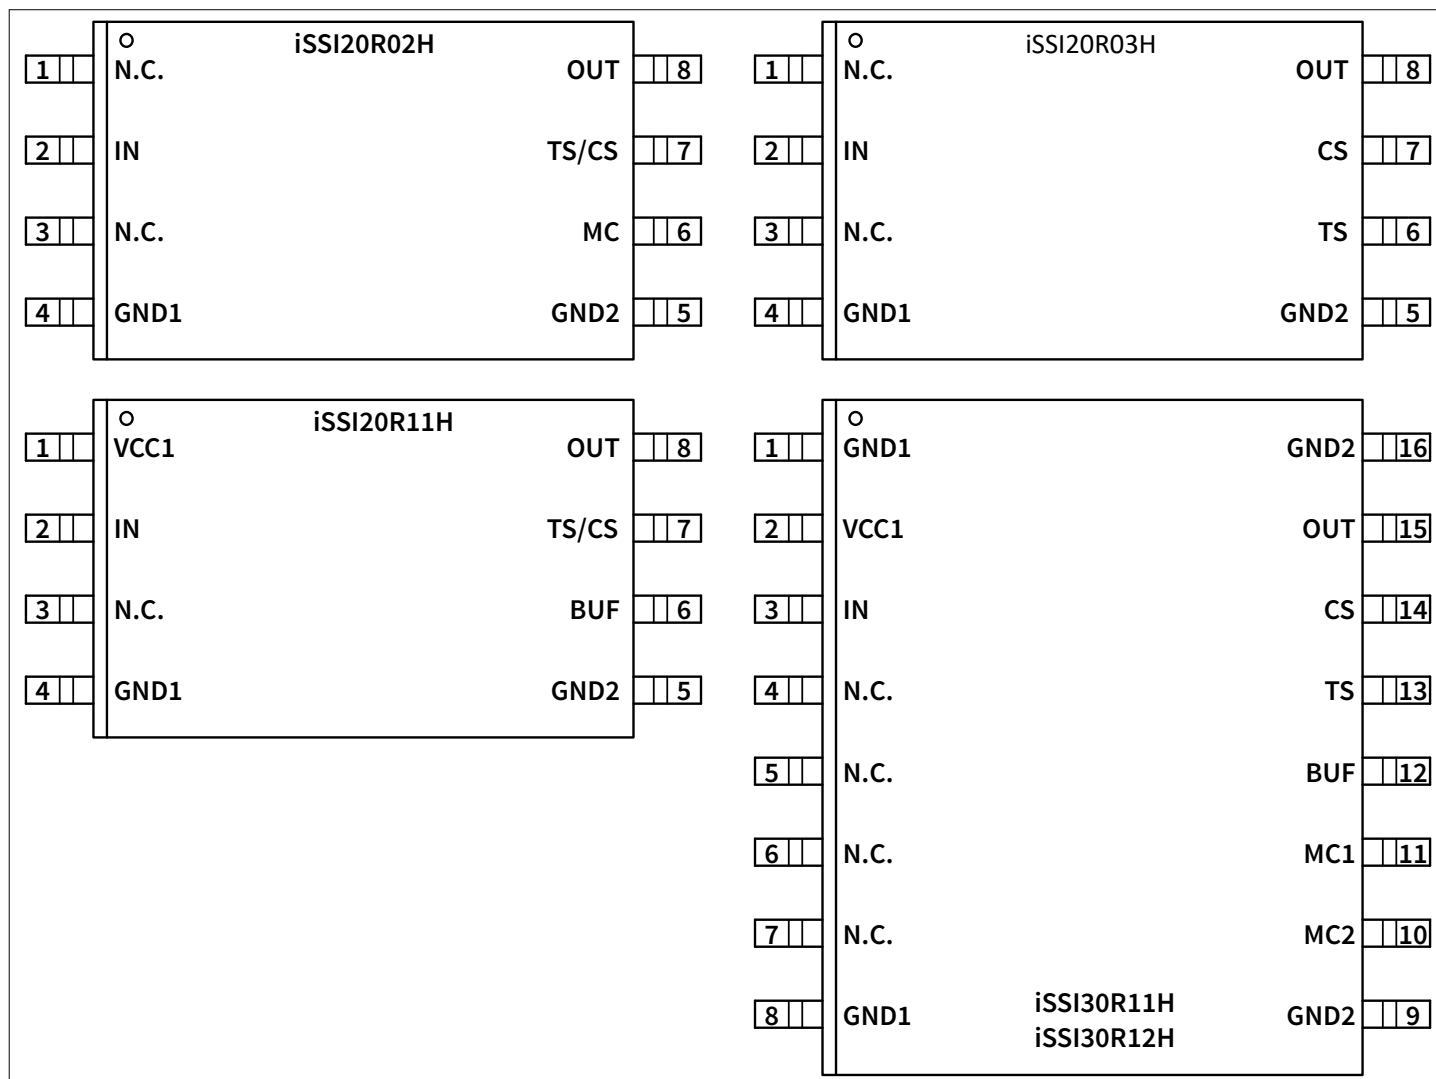 iSSI20R02H
1 N.C. OUT 8
2 IN TS/CS 7
3 N.C. MC 6
4 GND1 GND2 5
iSSI20R03H
1 N.C. OUT 8
2 IN CS 7
3 N.C. TS 6
4 GND1 GND2 5
iSSI20R11H
1 VCC1 OUT 8
2 IN TS/CS 7
3 N.C. BUF 6
4 GND1 GND2 5
1 GND1 GND2 16
2 VCC1 OUT 15
3 IN CS 14
4 N.C. TS 13
5 N.C. BUF 12
6 N.C. MC1 11
7 N.C. MC2 10
iSSI30R11H
8 GND1 GND2 9
iSSI30R12H